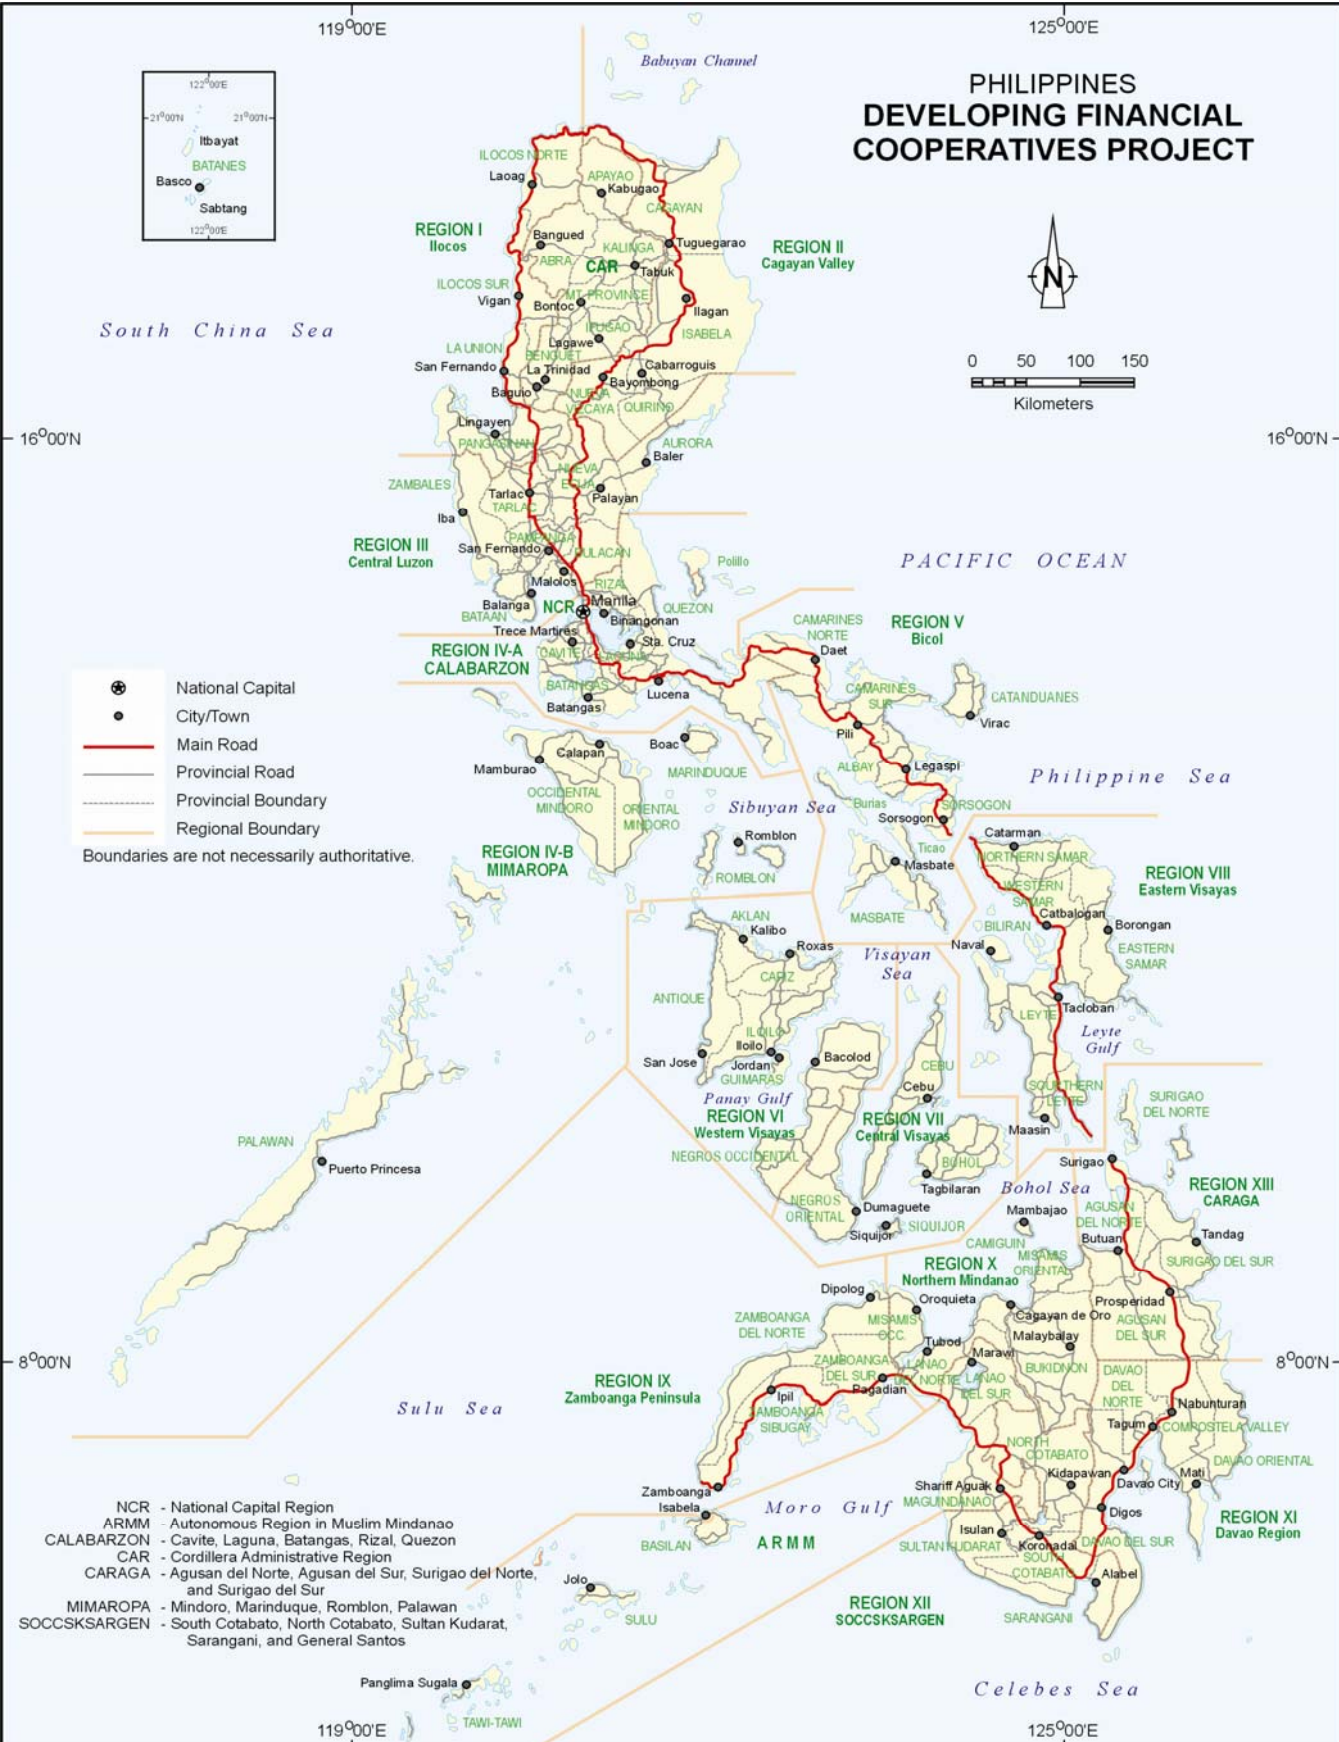 119°00'E
125°00'E
Babuyan Channel
PHILIPPINES
DEVELOPING FINANCIAL
COOPERATIVES PROJECT
122°00'E
21°00'N
21°00'N
Itbayat
BATANES
Basco
Sabtang
122°00'E
ILOCOS NORTE
Laoag
APAYAO
Kabugao
CAGAYAN
REGION I
Ilocos
Bangued
ABRA
KALINGA
CAR
Tabuk
Tuguegarao
REGION II
Cagayan Valley
N
ILOCOS SUR
Vigan
MT. PROVINCE
Bontoc
Ilagan
South China Sea
IFUGAO
Lagawe
ISABELA
LA UNION
BENGUET
San Fernando
La Trinidad
Cabarroguis
Bayombong
Baguio
NUEVA
VECAYA
QUIRINO
0 50 100 150
Kilometers
Lingayen
PANGASINAN
16°00'N
16°00'N
AURORA
Baler
ZAMBALES
NUEVA
ECIJA
Tarlac
TARLAC
Palayan
Iba
REGION III
Central Luzon
PAMPANGA
San Fernando
BULACAN
Polillo
PACIFIC OCEAN
Malolos
RIZAL
Balanga
BATAAN
NCR
Manila
Binangonan
QUEZON
Trece Martires
CAVITE
Sta. Cruz
LAGUNA
REGION IV-A
CALABARZON
CAMARINES
NORTE
Daet
REGION V
Bicol
BATANGAS
Batangas
Lucena
CAMARINES
SUR
CATANDUANES
Virac
Pili
National Capital
City/Town
Main Road
Provincial Road
Provincial Boundary
Regional Boundary
Boundaries are not necessarily authoritative.
Calapan
Mamburao
Boac
MARINDUQUE
ALBAY
Legaspi
Philippine Sea
OCCIDENTAL
MINDORO
ORIENTAL
MINDORO
Sibuyan Sea
Burias
SORSOGON
Sorsogon
REGION IV-B
MIMAROPA
Romblon
ROMBLON
Ticao
Masbate
MASBATE
Catarman
NORTHERN SAMAR
REGION VIII
Eastern Visayas
WESTERN
SAMAR
Catbalogan
BILIRAN
Borongan
EASTERN
SAMAR
Naval
AKLAN
Kalibo
Roxas
CAPIZ
Visayan
Sea
ANTIQUE
Tacloban
LEYTE
Leyte
Gulf
ILOILO
Iloilo
San Jose
Jordan
GUIMARAS
Bacolod
Panay Gulf
REGION VI
Western Visayas
NEGROS OCCIDENTAL
CEBU
Cebu
REGION VII
Central Visayas
SOURTHERN
LEYTE
Maasin
SURIGAO
DEL NORTE
PALAWAN
Puerto Princesa
BOHOL
Tagbilaran
Surigao
Bohol Sea
REGION XIII
CARAGA
NEGROS
ORIENTAL
Dumaguete
Siquijor
SIQUIJOR
Mambajao
CAMIGUIN
AGUSAN
DEL NORTE
Butuan
Tandag
SURIGAO DEL SUR
MISAMIS
ORIENTAL
REGION X
Northern Mindanao
Dipolog
Oroquieta
Cagayan de Oro
Prosperidad
ZAMBOANGA
DEL NORTE
MISAMIS
OCC.
Malaybalay
AGUSAN
DEL SUR
Tubod
Marawi
8°00'N
8°00'N
ZAMBOANGA
DEL SUR
LANAO
DEL NORTE
LANAO
DEL SUR
BUKIDNON
DAVAO
DEL
NORTE
REGION IX
Zamboanga Peninsula
Pagadian
Ipil
ZAMBOANGA
SIBUGAY
Sulu Sea
Nabunturan
Tagum
COMPOSTELA VALLEY
NORTH
COTABATO
DAVAO ORIENTAL
Kidapawan
Davao City
Mati
Shariff Aguak
MAGUINDANAO
Zamboanga
Isabela
BASILAN
Moro Gulf
ARMM
Digos
REGION XI
Davao Region
Isulan
SULTAN KUDARAT
Koronadal
SOUTH
COTABATO
DAVAO DEL SUR
Alabel
SARANGANI
REGION XII
SOCCSKSARGEN
NCR - National Capital Region
ARMM - Autonomous Region in Muslim Mindanao
CALABARZON - Cavite, Laguna, Batangas, Rizal, Quezon
CAR - Cordillera Administrative Region
CARAGA - Agusan del Norte, Agusan del Sur, Surigao del Norte,
and Surigao del Sur
MIMAROPA - Mindoro, Marinduque, Romblon, Palawan
SOCCSKSARGEN - South Cotabato, North Cotabato, Sultan Kudarat,
Sarangani, and General Santos
Jolo
SULU
Panglima Sugala
TAWI-TAWI
Celebes Sea
119°00'E
125°00'E